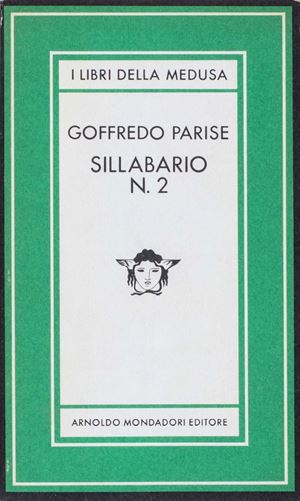 I LIBRI DELLA MEDUSA
GOFFREDO PARISE
SILLABARIO
N. 2
ARNOLDO MONDADORI EDITORE